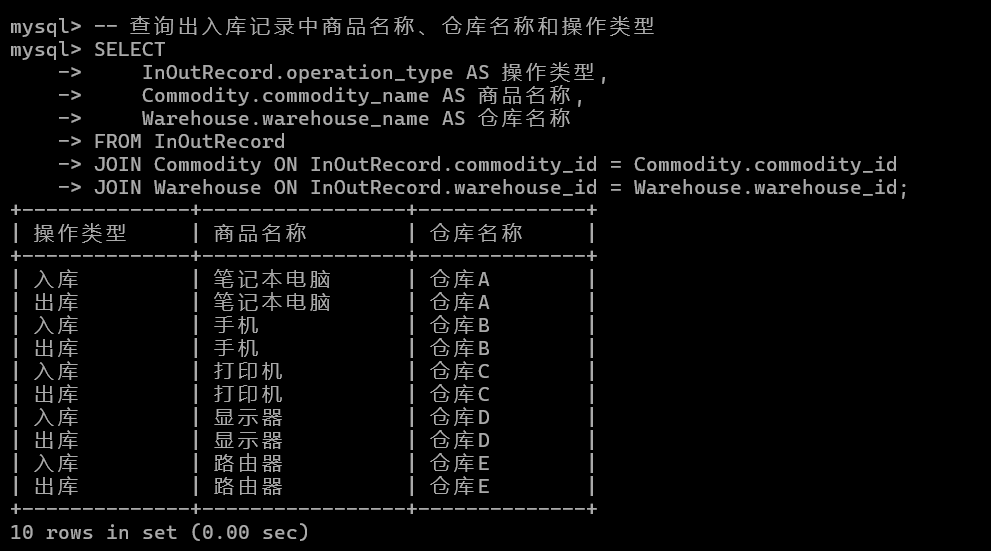 mysql> -- 查询出入库记录中商品名称、仓库名称和操作类型
mysql> SELECT
    ->     InOutRecord.operation_type AS 操作类型,
    ->     Commodity.commodity_name AS 商品名称,
    ->     Warehouse.warehouse_name AS 仓库名称
    -> FROM InOutRecord
    -> JOIN Commodity ON InOutRecord.commodity_id = Commodity.commodity_id
    -> JOIN Warehouse ON InOutRecord.warehouse_id = Warehouse.warehouse_id;
+--------------+-----------------+--------------+
| 操作类型     | 商品名称        | 仓库名称     |
+--------------+-----------------+--------------+
| 入库         | 笔记本电脑      | 仓库A        |
| 出库         | 笔记本电脑      | 仓库A        |
| 入库         | 手机            | 仓库B        |
| 出库         | 手机            | 仓库B        |
| 入库         | 打印机          | 仓库C        |
| 出库         | 打印机          | 仓库C        |
| 入库         | 显示器          | 仓库D        |
| 出库         | 显示器          | 仓库D        |
| 入库         | 路由器          | 仓库E        |
| 出库         | 路由器          | 仓库E        |
+--------------+-----------------+--------------+
10 rows in set (0.00 sec)